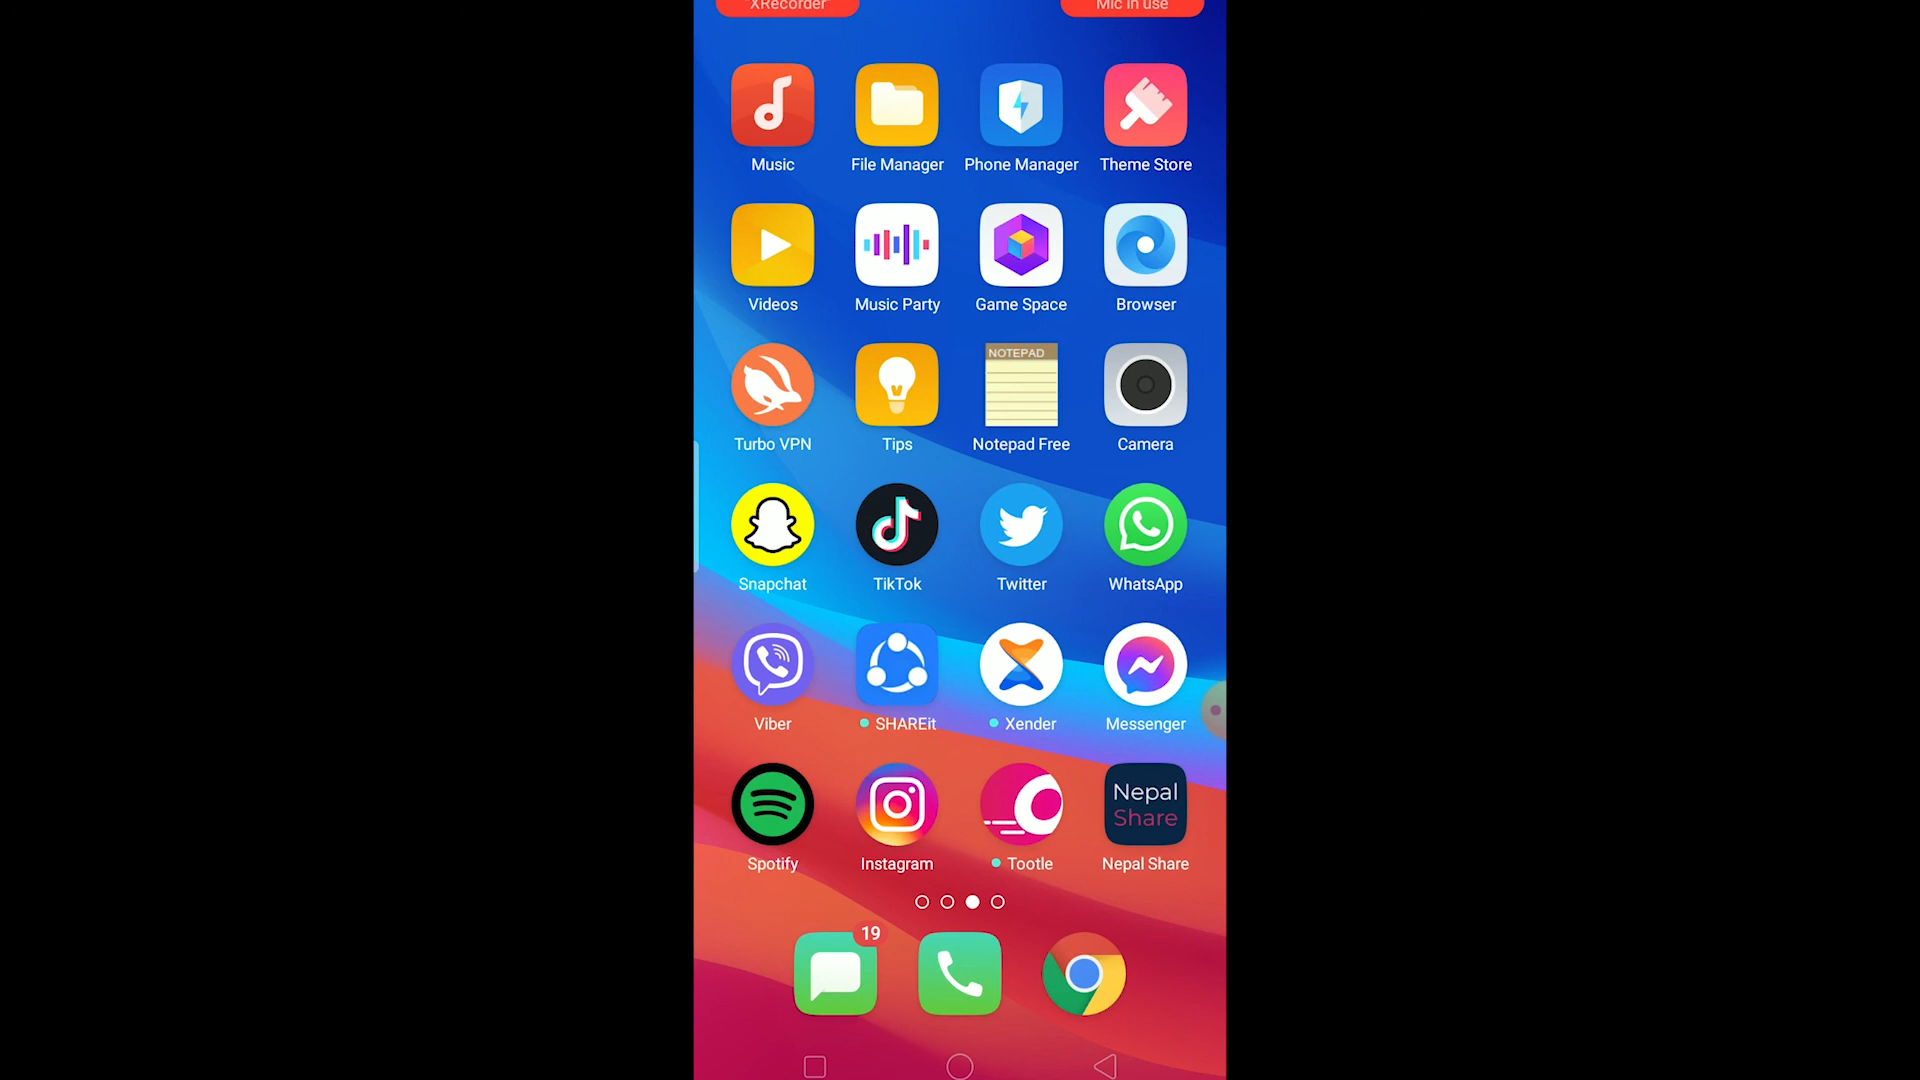 "XRecorder"
Mic in use
Music
File Manager
Phone Manager
Theme Store
Videos
Music Party
Game Space
Browser
NOTEPAD
Turbo VPN
Tips
Notepad Free
Camera
Snapchat
TikTok
Twitter
WhatsApp
Viber
SHAREit
Xender
Messenger
Nepal
Share
Spotify
Instagram
Tootle
Nepal Share
19